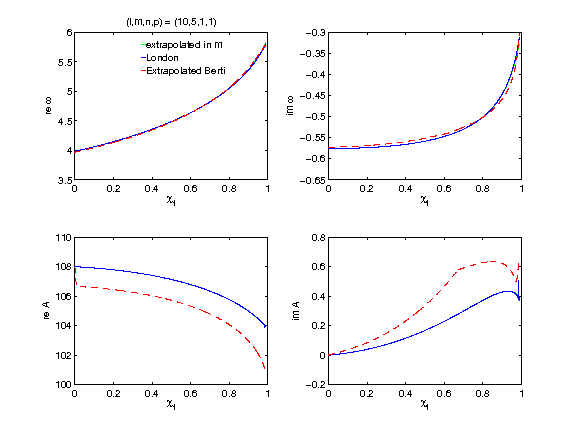 (l,m,n,p) = (10,5,1,1)
6
5.5
5
4.5
4
3.5
re ω
extrapolated in m
London
Extrapolated Berti
0 0.2 0.4 0.6 0.8 1
χf
−0.3
−0.35
−0.4
−0.45
−0.5
−0.55
−0.6
−0.65
im ω
0 0.2 0.4 0.6 0.8 1
χf
110
108
106
104
102
100
re A
0 0.2 0.4 0.6 0.8 1
χf
0.8
0.6
0.4
0.2
0
−0.2
im A
0 0.2 0.4 0.6 0.8 1
χf